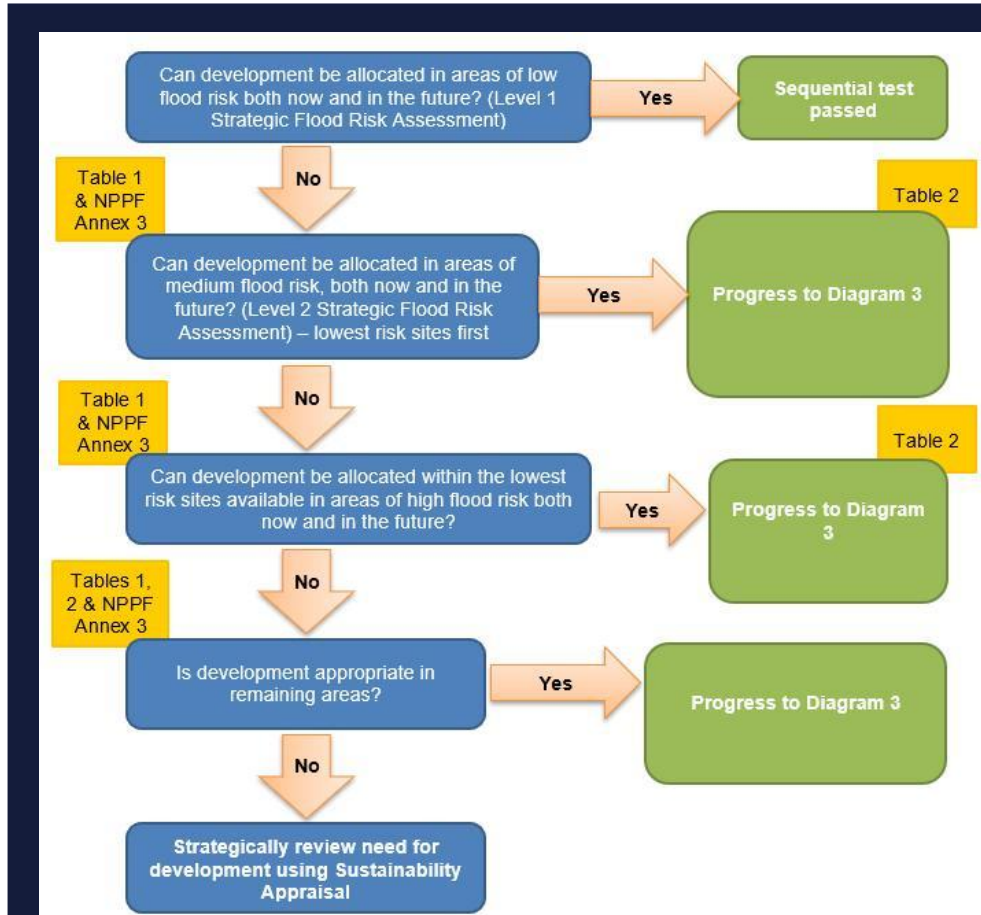 Can development be allocated in areas of low
flood risk both now and in the future? (Level 1
Strategic Flood Risk Assessment)
Yes
Sequential test
passed
No
Table 1
& NPPF
Annex 3
Table 2
Can development be allocated in areas of
medium flood risk, both now and in the
future? (Level 2 Strategic Flood Risk
Assessment) – lowest risk sites first
Yes
Progress to Diagram 3
No
Table 1
& NPPF
Annex 3
Table 2
Can development be allocated within the lowest
risk sites available in areas of high flood risk both
now and in the future?
Yes
Progress to Diagram
3
No
Tables 1,
2 & NPPF
Annex 3
Is development appropriate in
remaining areas?
Yes
Progress to Diagram 3
No
Strategically review need for
development using Sustainability
Appraisal